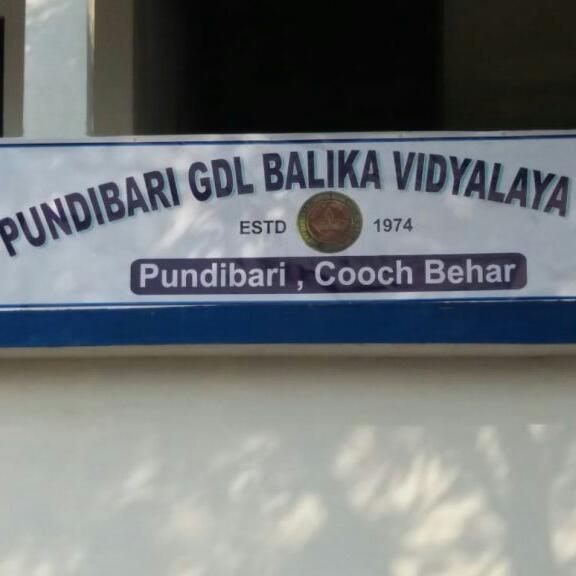 PUNDIBARI GDL BALIKA VIDYALAYA
ESTD 1974
Pundibari , Cooch Behar